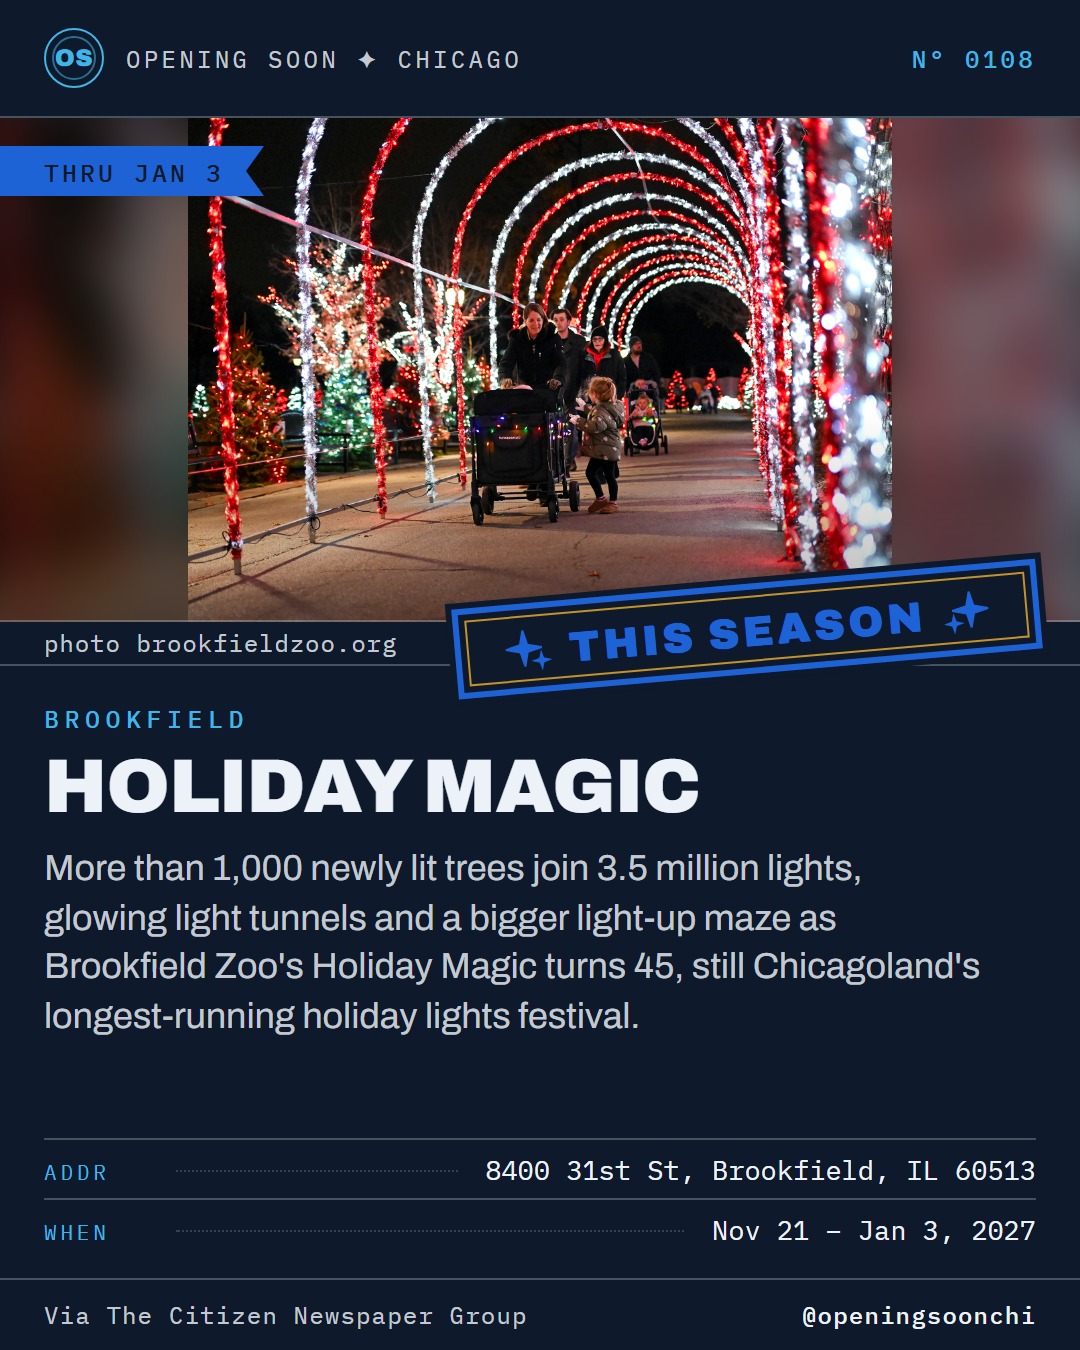 OS OPENING SOON ✦ CHICAGO
N° 0108
THRU JAN 3
photo brookfieldzoo.org
THIS SEASON
BROOKFIELD
HOLIDAY MAGIC
More than 1,000 newly lit trees join 3.5 million lights,
glowing light tunnels and a bigger light-up maze as
Brookfield Zoo's Holiday Magic turns 45, still Chicagoland's
longest-running holiday lights festival.
ADDR 8400 31st St, Brookfield, IL 60513
WHEN Nov 21 – Jan 3, 2027
Via The Citizen Newspaper Group
@openingsoonchi